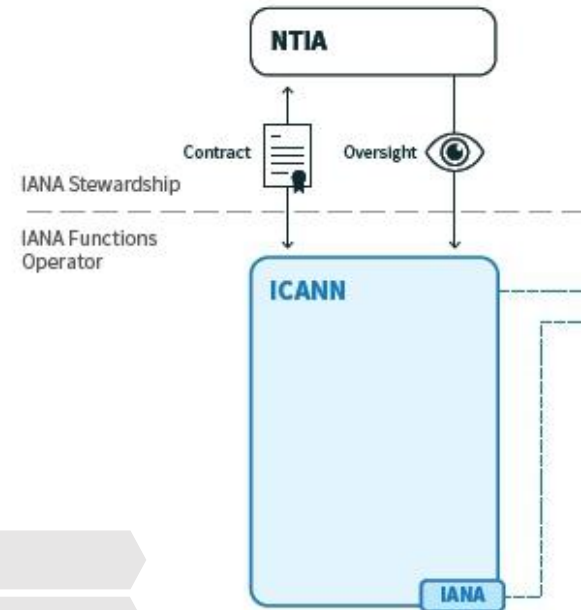 NTIA
Contract
Oversight
IANA Stewardship
IANA Functions
Operator
ICANN
IANA